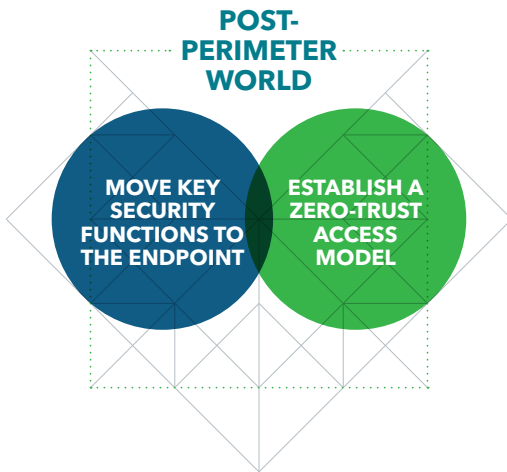 POST-
PERIMETER
WORLD
MOVE KEY
SECURITY
FUNCTIONS TO
THE ENDPOINT
ESTABLISH A
ZERO-TRUST
ACCESS
MODEL